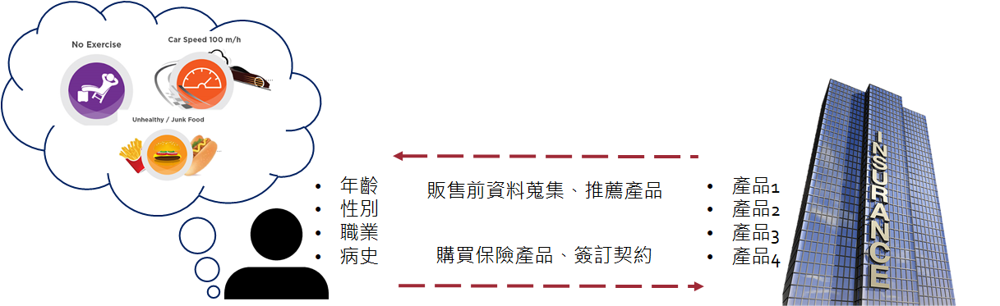 No Exercise
Car Speed 100 m/h
Unhealthy / Junk Food
• 年齡
• 性別
• 職業
• 病史
販售前資料蒐集、推薦產品
購買保險產品、簽訂契約
• 產品1
• 產品2
• 產品3
• 產品4
INSURANCE